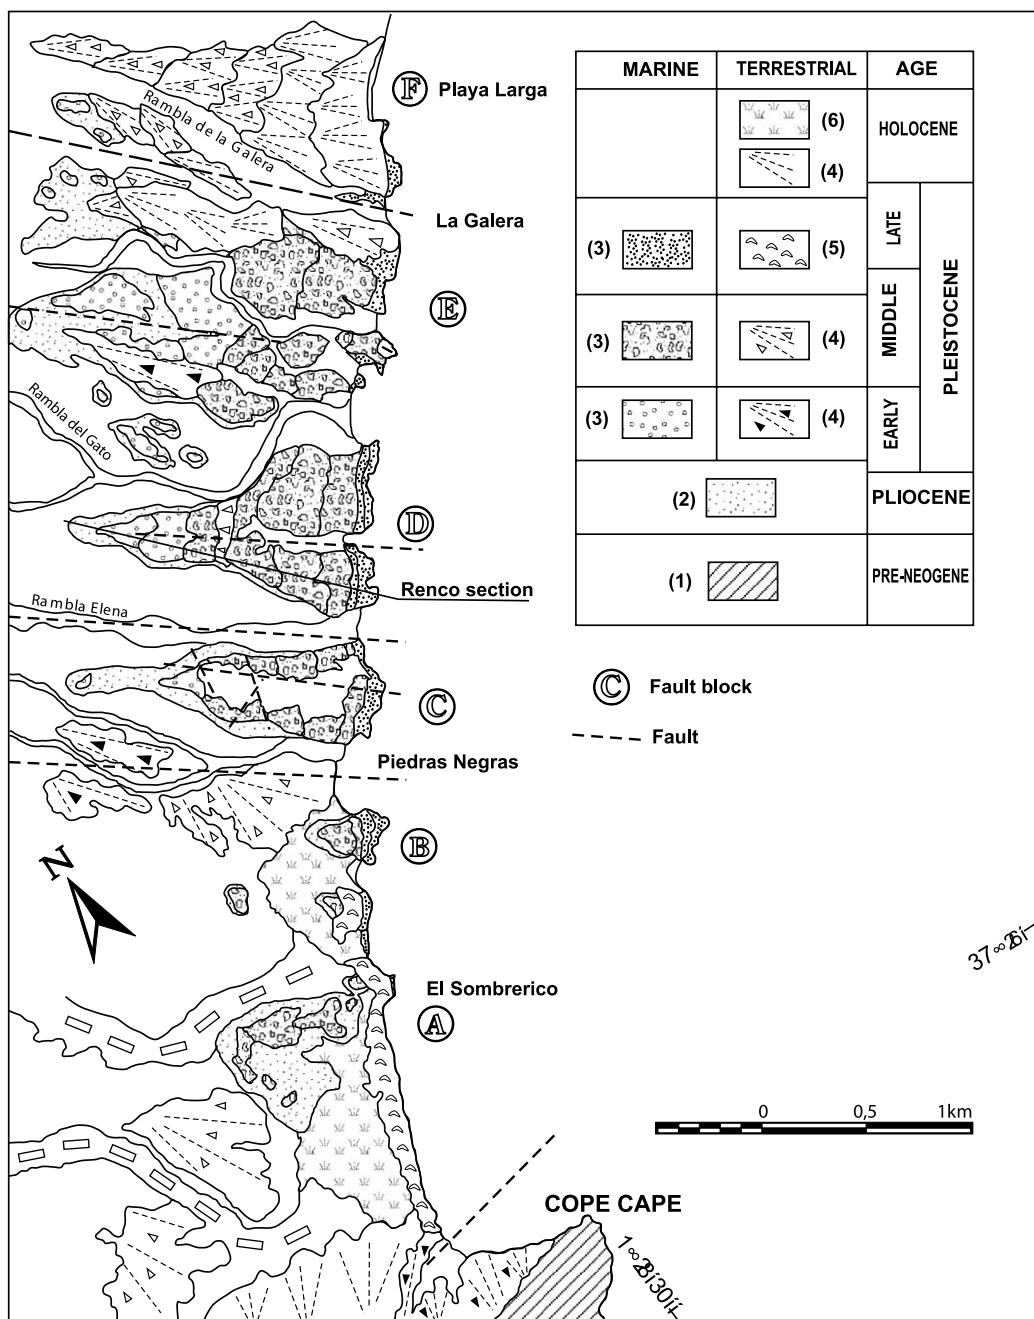 MARINE TERRESTRIAL AGE
F Playa Larga
Rambla de la Galera
(6) HOLOCENE
(4)
La Galera
(3) (5) LATE
E
(3) (4) MIDDLE
PLEISTOCENE
(3) (4) EARLY
Rambla del Gato
(2) PLIOCENE
D
(1) PRE-NEOGENE
Renco section
Rambla Elena
C Fault block
C
Fault
Piedras Negras
B
N
37°26í
El Sombrerico
A
0 0,5 1km
COPE CAPE